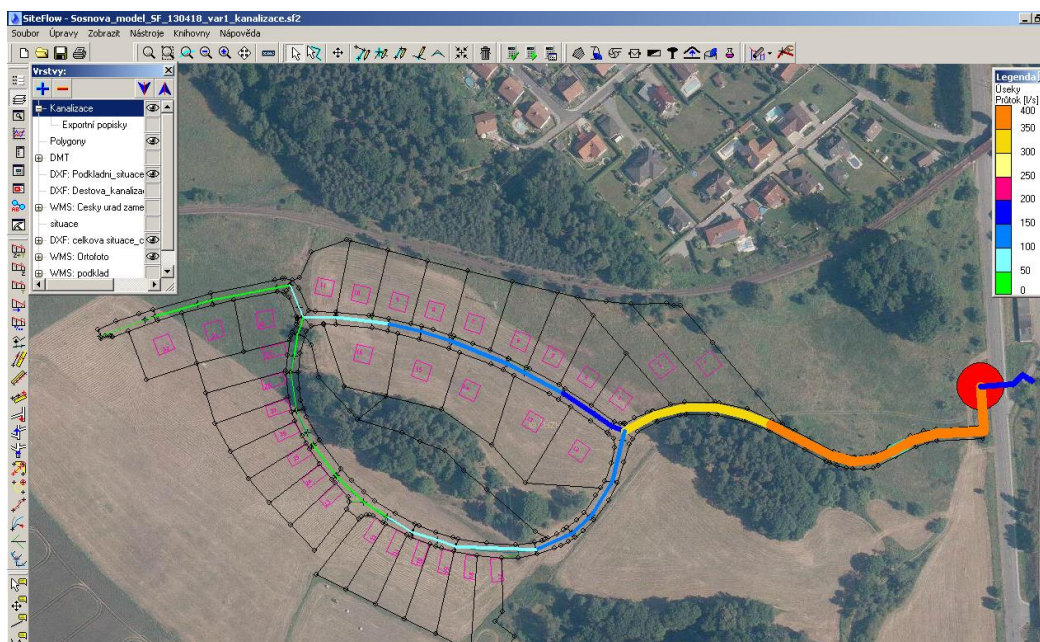 SiteFlow - Sosnova_model_SF_130418_var1_kanalizace.sf2
Soubor Úpravy Zobrazit Nástroje Knihovny Nápověda
Vrstvy:
Kanalizace
Exportní popisky
Polygony
DMT
DXF: Podkladni_situace
DXF: Destova_kanaliza
WMS: Cesky urad zame
situace
DXF: celkova situace_c
WMS: Ortofoto
WMS: podklad
Legenda
Úseky
Průtok [l/s]
400
350
300
250
200
150
100
50
0